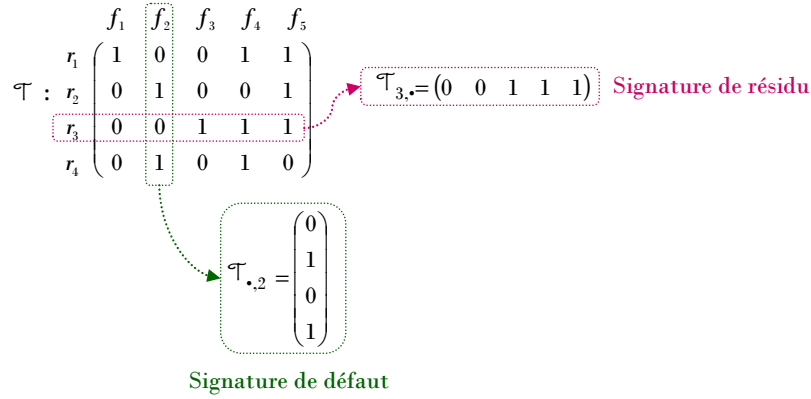 f₁ f₂ f₃ f₄ f₅
r₁ 1 0 0 1 1
𝒯 : r₂ 0 1 0 0 1
r₃ 0 0 1 1 1
r₄ 0 1 0 1 0
𝒯₃,• = (0 0 1 1 1) Signature de résidu
𝒯•,₂ =
0
1
0
1
Signature de défaut